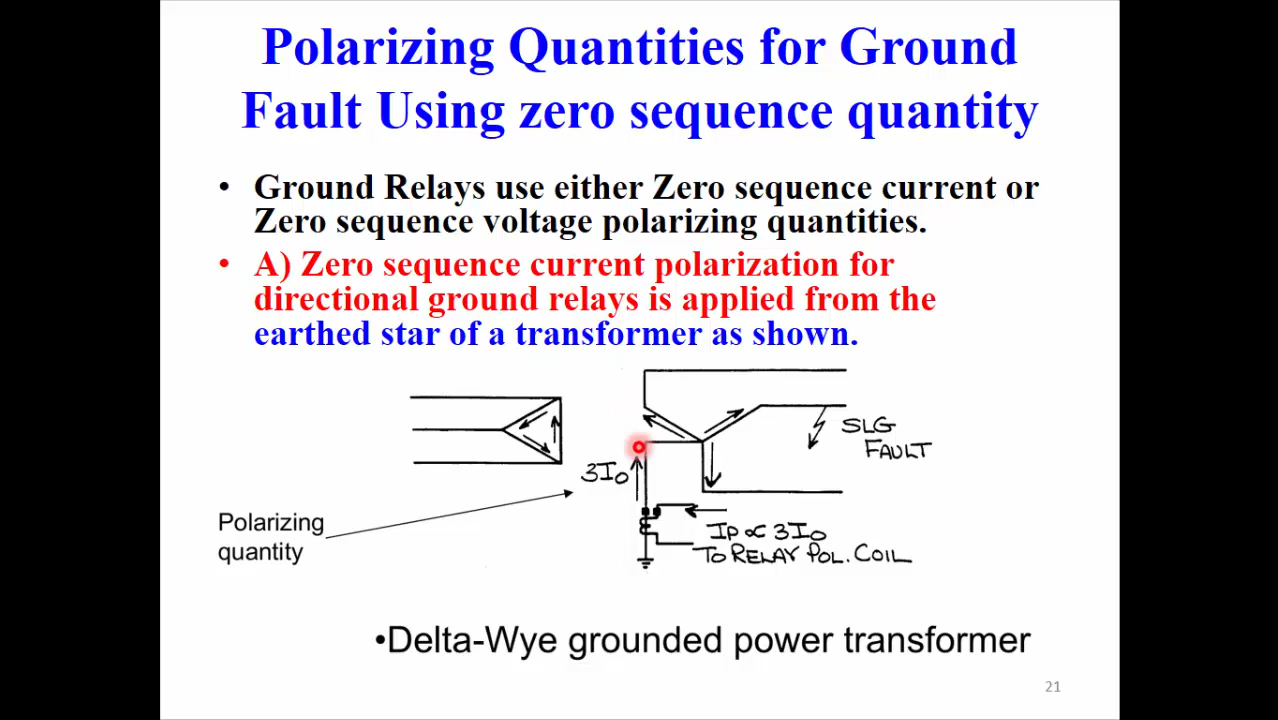 Polarizing Quantities for Ground
Fault Using zero sequence quantity
• Ground Relays use either Zero sequence current or
Zero sequence voltage polarizing quantities.
• A) Zero sequence current polarization for
directional ground relays is applied from the
earthed star of a transformer as shown.
SLG
FAULT
3I0
Polarizing
quantity
IP ∝ 3I0
TO RELAY POL. COIL
•Delta-Wye grounded power transformer
21